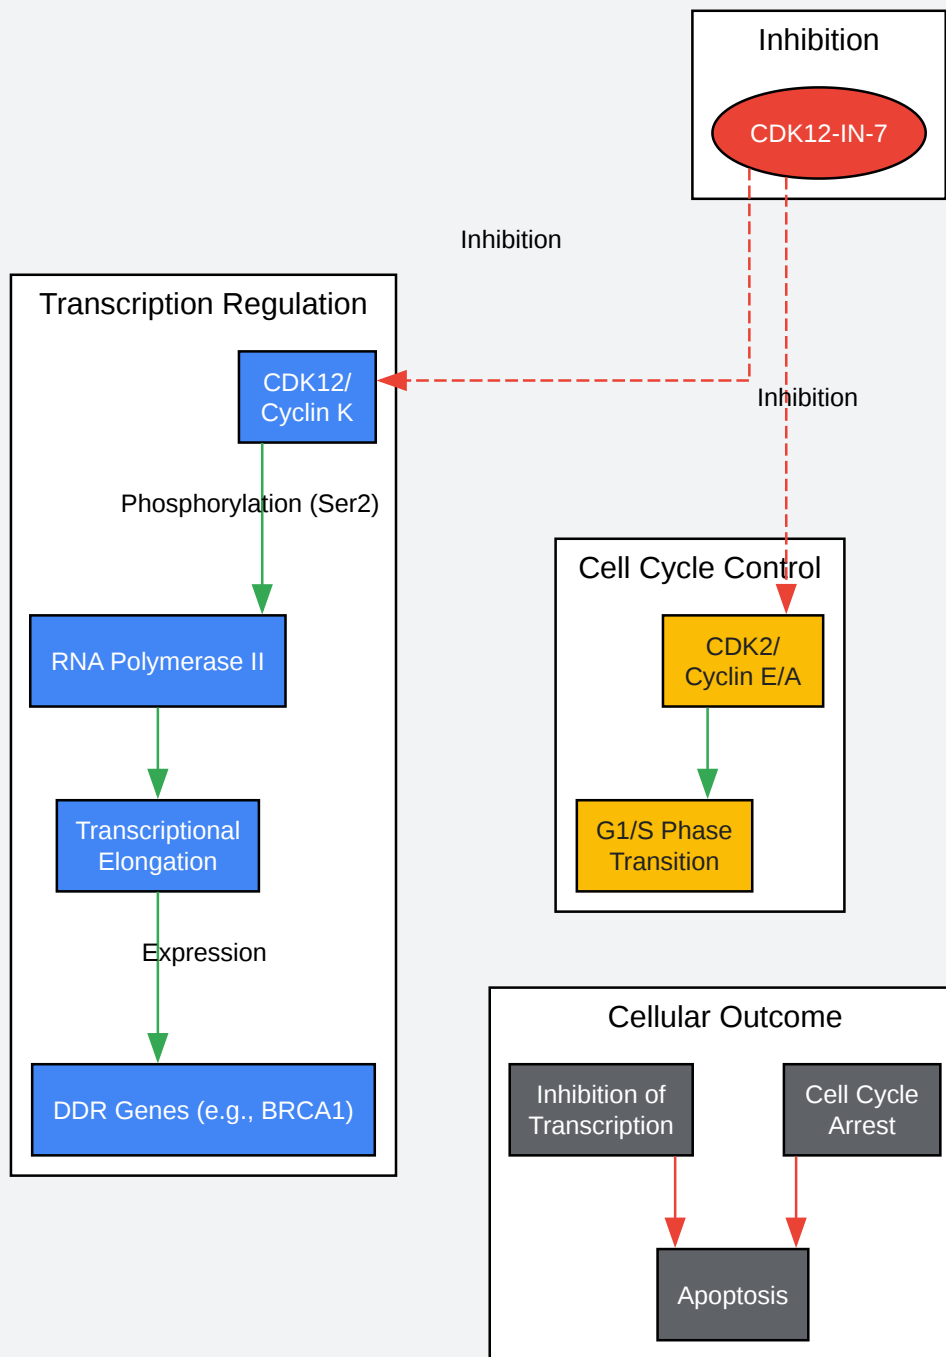 Inhibition
CDK12-IN-7
Inhibition
Inhibition
Transcription Regulation
CDK12/
Cyclin K
Phosphorylation (Ser2)
RNA Polymerase II
Transcriptional
Elongation
Expression
DDR Genes (e.g., BRCA1)
Cell Cycle Control
CDK2/
Cyclin E/A
G1/S Phase
Transition
Cellular Outcome
Inhibition of
Transcription
Cell Cycle
Arrest
Apoptosis